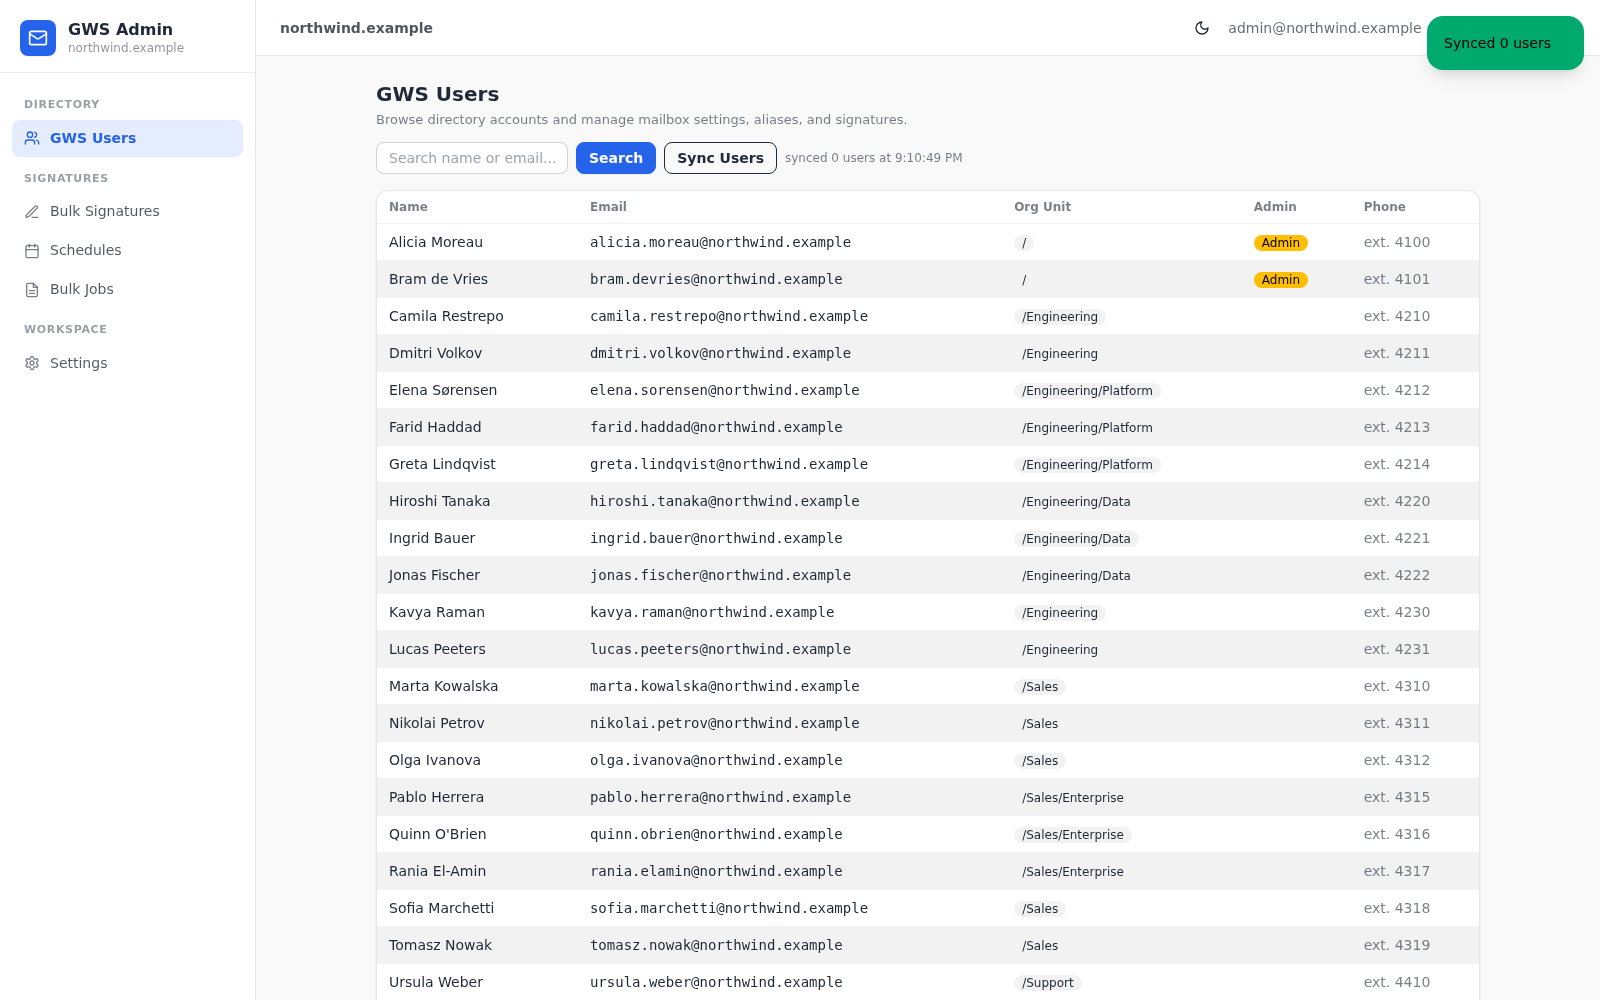 GWS Admin
northwind.example
DIRECTORY
GWS Users
SIGNATURES
Bulk Signatures
Schedules
Bulk Jobs
WORKSPACE
Settings
northwind.example
admin@northwind.example
Synced 0 users
GWS Users
Browse directory accounts and manage mailbox settings, aliases, and signatures.
Search name or email... Search Sync Users synced 0 users at 9:10:49 PM
Name Email Org Unit Admin Phone
Alicia Moreau alicia.moreau@northwind.example / Admin ext. 4100
Bram de Vries bram.devries@northwind.example / Admin ext. 4101
Camila Restrepo camila.restrepo@northwind.example /Engineering ext. 4210
Dmitri Volkov dmitri.volkov@northwind.example /Engineering ext. 4211
Elena Sørensen elena.sorensen@northwind.example /Engineering/Platform ext. 4212
Farid Haddad farid.haddad@northwind.example /Engineering/Platform ext. 4213
Greta Lindqvist greta.lindqvist@northwind.example /Engineering/Platform ext. 4214
Hiroshi Tanaka hiroshi.tanaka@northwind.example /Engineering/Data ext. 4220
Ingrid Bauer ingrid.bauer@northwind.example /Engineering/Data ext. 4221
Jonas Fischer jonas.fischer@northwind.example /Engineering/Data ext. 4222
Kavya Raman kavya.raman@northwind.example /Engineering ext. 4230
Lucas Peeters lucas.peeters@northwind.example /Engineering ext. 4231
Marta Kowalska marta.kowalska@northwind.example /Sales ext. 4310
Nikolai Petrov nikolai.petrov@northwind.example /Sales ext. 4311
Olga Ivanova olga.ivanova@northwind.example /Sales ext. 4312
Pablo Herrera pablo.herrera@northwind.example /Sales/Enterprise ext. 4315
Quinn O'Brien quinn.obrien@northwind.example /Sales/Enterprise ext. 4316
Rania El-Amin rania.elamin@northwind.example /Sales/Enterprise ext. 4317
Sofia Marchetti sofia.marchetti@northwind.example /Sales ext. 4318
Tomasz Nowak tomasz.nowak@northwind.example /Sales ext. 4319
Ursula Weber ursula.weber@northwind.example /Support ext. 4410